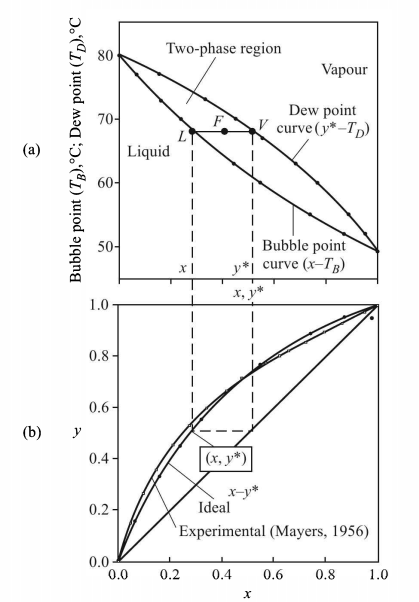 80
Two-phase region
Vapour
70
L
F
V
Dew point
curve (y*–T_D)
(a)
Liquid
60
50
Bubble point
curve (x–T_B)
Bubble point (T_B),°C; Dew point (T_D),°C
x
y*
x, y*
1.0
0.8
0.6
(b)
y
0.4
0.2
0.0
(x, y*)
x–y*
Ideal
Experimental (Mayers, 1956)
0.0 0.2 0.4 0.6 0.8 1.0
x